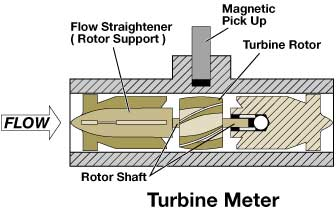 Magnetic
Pick Up
Flow Straightener
( Rotor Support )
Turbine Rotor
FLOW
Rotor Shaft
Turbine Meter